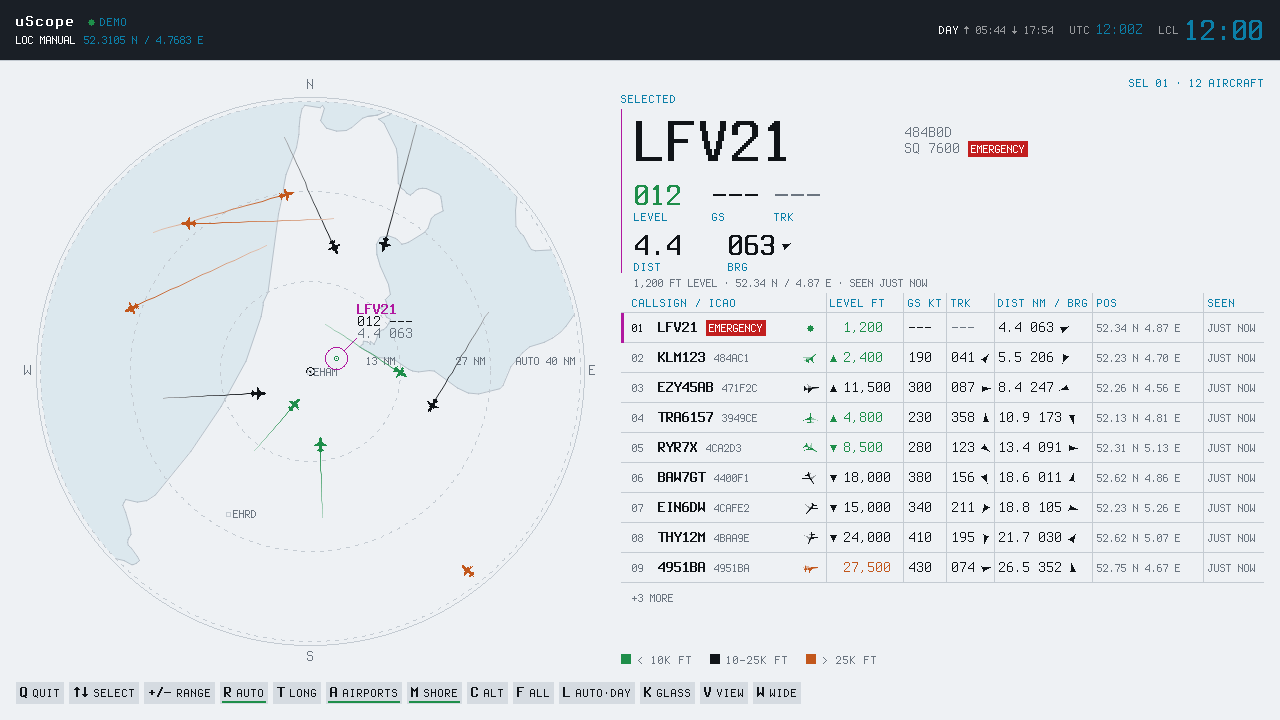 uScope DEMO
LOC MANUAL 52.3105 N / 4.7683 E
DAY ↑ 05:44 ↓ 17:54 UTC 12:00Z LCL 12:00
SEL 01 · 12 AIRCRAFT
N
W
E
S
LFV21
012 ---
4.4 063
EHAM
13 NM
27 NM
AUTO 40 NM
EHRD
SELECTED
LFV21
484B0D
SQ 7600 EMERGENCY
012 --- ---
LEVEL GS TRK
4.4 063
DIST BRG
1,200 FT LEVEL · 52.34 N / 4.87 E · SEEN JUST NOW
CALLSIGN / ICAO LEVEL FT GS KT TRK DIST NM / BRG POS SEEN
01 LFV21 EMERGENCY 1,200 --- --- 4.4 063 52.34 N 4.87 E JUST NOW
02 KLM123 484AC1 ▲ 2,400 190 041 5.5 206 52.23 N 4.70 E JUST NOW
03 EZY45AB 471F2C ▲ 11,500 300 087 8.4 247 52.26 N 4.56 E JUST NOW
04 TRA6157 3949CE ▲ 4,800 230 358 10.9 173 52.13 N 4.81 E JUST NOW
05 RYR7X 4CA2D3 ▼ 8,500 280 123 13.4 091 52.31 N 5.13 E JUST NOW
06 BAW7GT 4400F1 ▼ 18,000 380 156 18.6 011 52.62 N 4.86 E JUST NOW
07 EIN6DW 4CAFE2 ▼ 15,000 340 211 18.8 105 52.23 N 5.26 E JUST NOW
08 THY12M 4BAA9E ▼ 24,000 410 195 21.7 030 52.62 N 5.07 E JUST NOW
09 4951BA 4951BA 27,500 430 074 26.5 352 52.75 N 4.67 E JUST NOW
+3 MORE
< 10K FT 10-25K FT > 25K FT
Q QUIT ↑↓ SELECT +/- RANGE R AUTO T LONG A AIRPORTS M SHORE C ALT F ALL L AUTO·DAY K GLASS V VIEW W WIDE